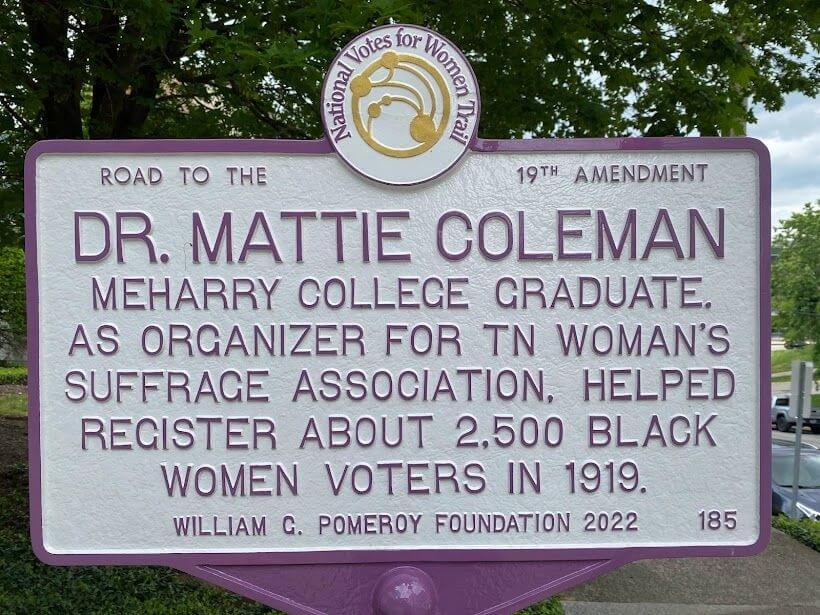 National Votes for Women Trail
ROAD TO THE 19TH AMENDMENT
DR. MATTIE COLEMAN
MEHARRY COLLEGE GRADUATE.
AS ORGANIZER FOR TN WOMAN'S
SUFFRAGE ASSOCIATION, HELPED
REGISTER ABOUT 2,500 BLACK
WOMEN VOTERS IN 1919.
WILLIAM G. POMEROY FOUNDATION 2022 185